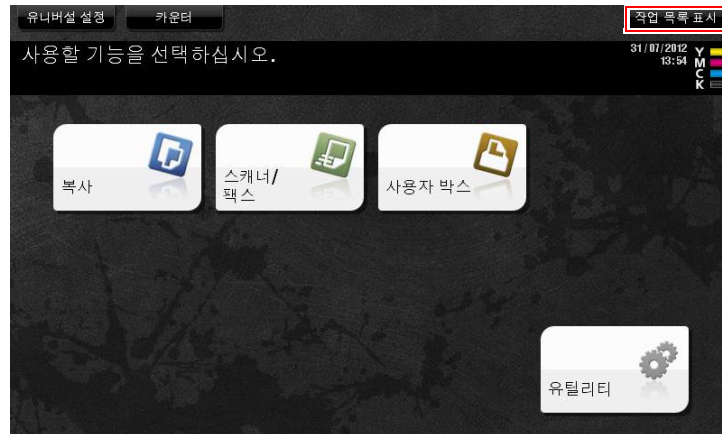 유니버설 설정
카운터
작업 목록 표시
사용할 기능을 선택하십시오.
31/07/2012
13:54
Y
M
C
K
복사
스캐너/
팩스
사용자 박스
유틸리티